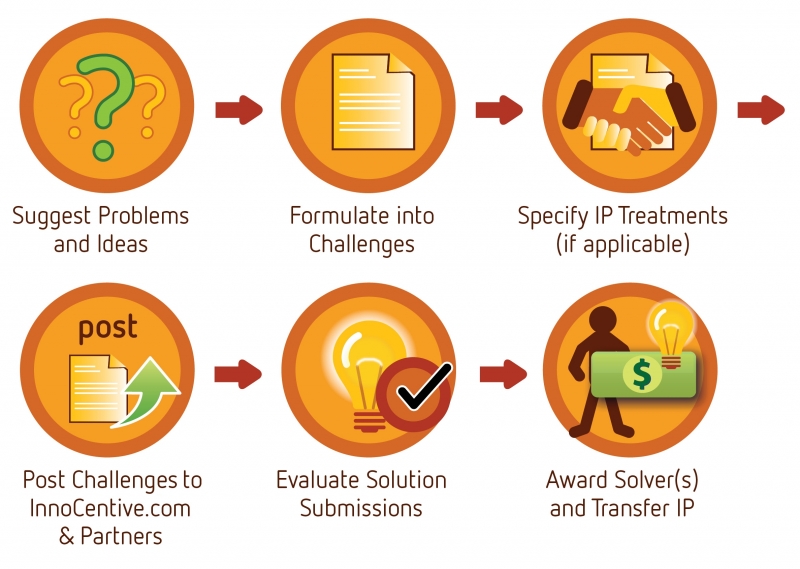 Suggest Problems
and Ideas
Formulate into
Challenges
Specify IP Treatments
(if applicable)
post
Post Challenges to
InnoCentive.com
& Partners
Evaluate Solution
Submissions
$
Award Solver(s)
and Transfer IP